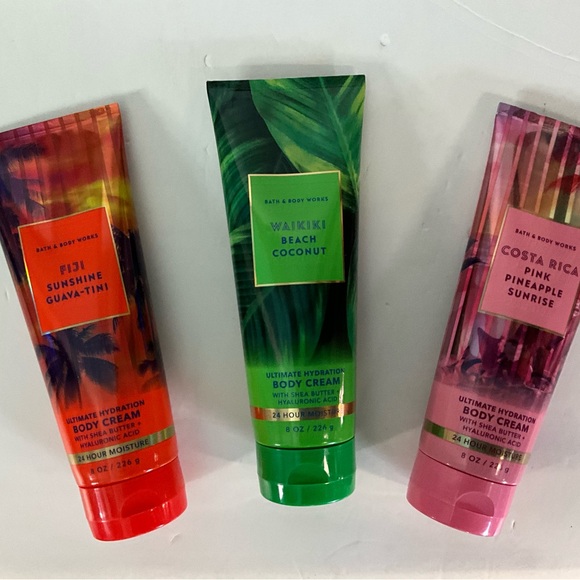 BATH & BODY WORKS
FIJI
SUNSHINE
GUAVA-TINI
ULTIMATE HYDRATION
BODY CREAM
WITH SHEA BUTTER +
HYALURONIC ACID
24 HOUR MOISTURE
8 OZ / 226 g
BATH & BODY WORKS
WAIKIKI
BEACH
COCONUT
ULTIMATE HYDRATION
BODY CREAM
WITH SHEA BUTTER +
HYALURONIC ACID
24 HOUR MOISTURE
8 OZ / 226 g
BATH & BODY WORKS
COSTA RICA
PINK
PINEAPPLE
SUNRISE
ULTIMATE HYDRATION
BODY CREAM
WITH SHEA BUTTER +
HYALURONIC ACID
24 HOUR MOISTURE
8 OZ / 226 g